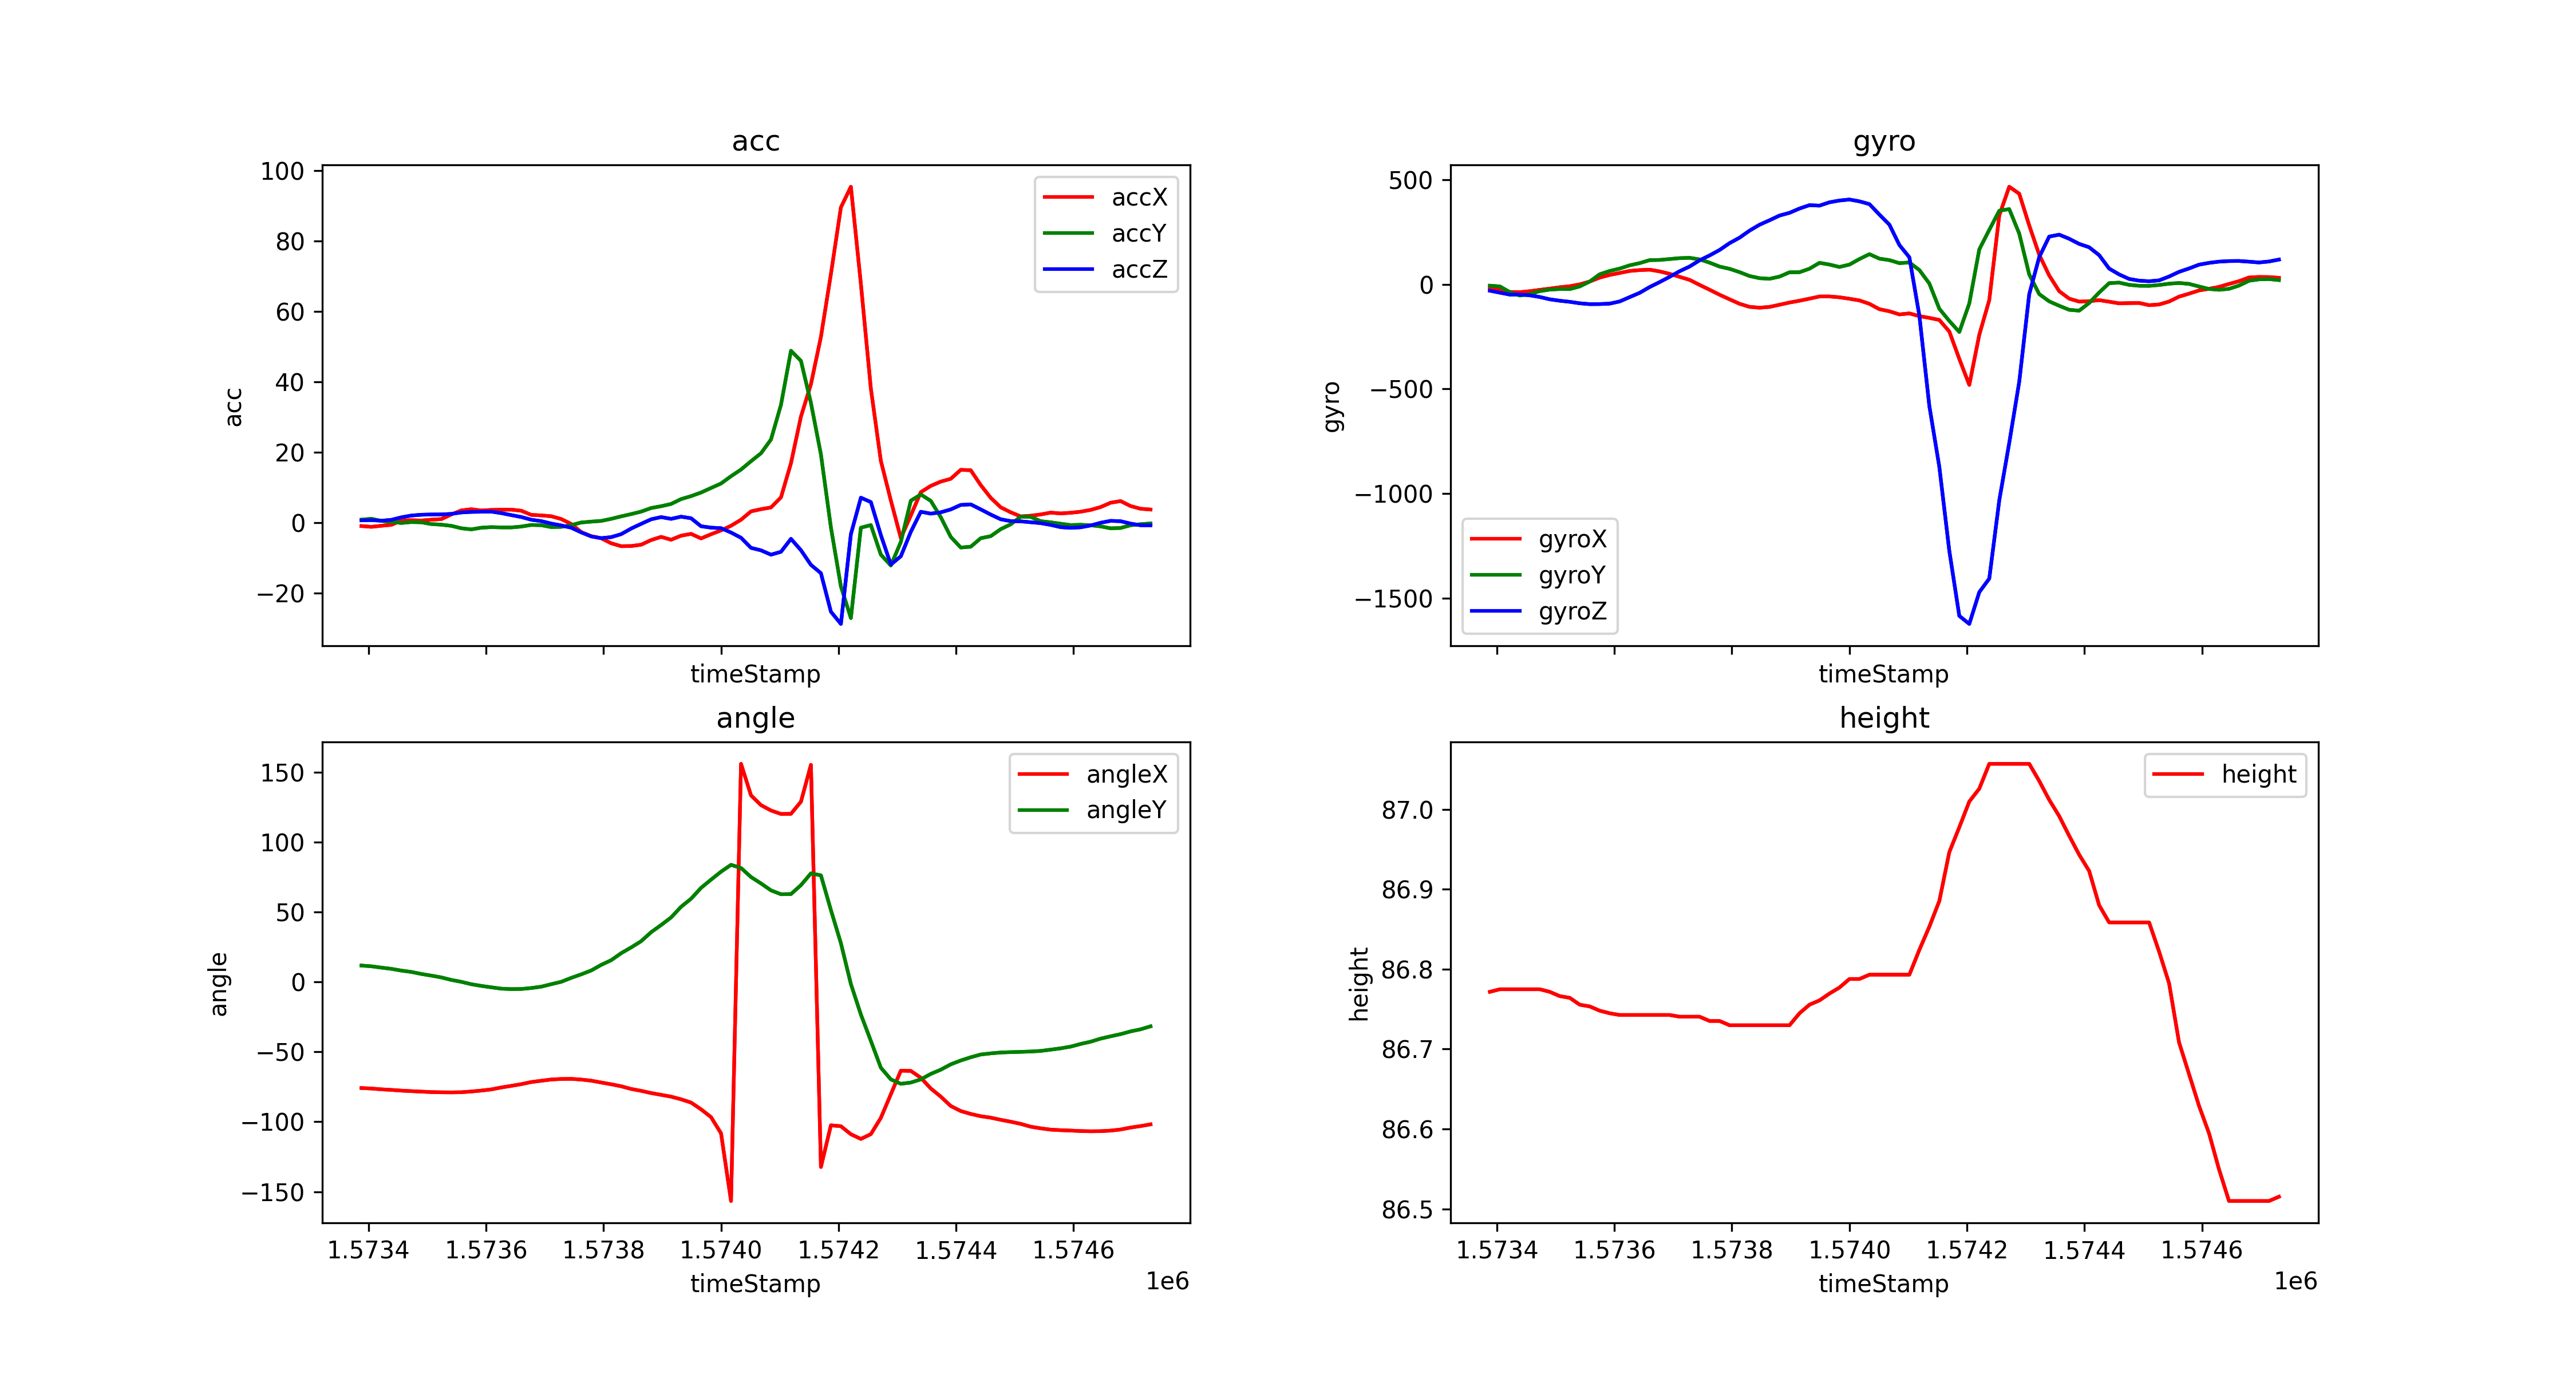 acc
100
80
60
40
20
0
−20
acc
timeStamp
accX
accY
accZ
gyro
500
0
−500
−1000
−1500
gyro
timeStamp
gyroX
gyroY
gyroZ
angle
150
100
50
0
−50
−100
−150
angle
angleX
angleY
1.5734 1.5736 1.5738 1.5740 1.5742 1.5744 1.5746
timeStamp
1e6
height
87.0
86.9
86.8
86.7
86.6
86.5
height
height
1.5734 1.5736 1.5738 1.5740 1.5742 1.5744 1.5746
timeStamp
1e6